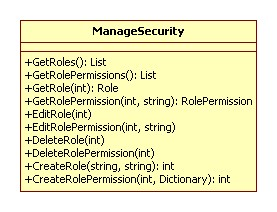 ManageSecurity
+GetRoles(): List
+GetRolePermissions(): List
+GetRole(int): Role
+GetRolePermission(int, string): RolePermission
+EditRole(int)
+EditRolePermission(int, string)
+DeleteRole(int)
+DeleteRolePermission(int)
+CreateRole(string, string): int
+CreateRolePermission(int, Dictionary): int